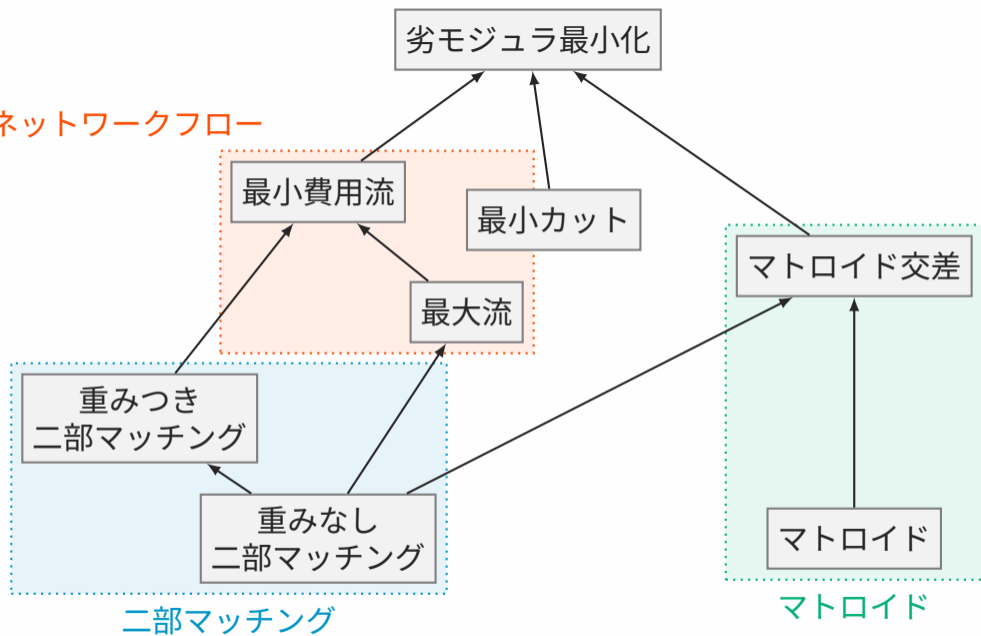 劣モジュラ最小化
ネットワークフロー
最小費用流
最小カット
マトロイド交差
最大流
重みつき
二部マッチング
重みなし
二部マッチング
マトロイド
二部マッチング
マトロイド